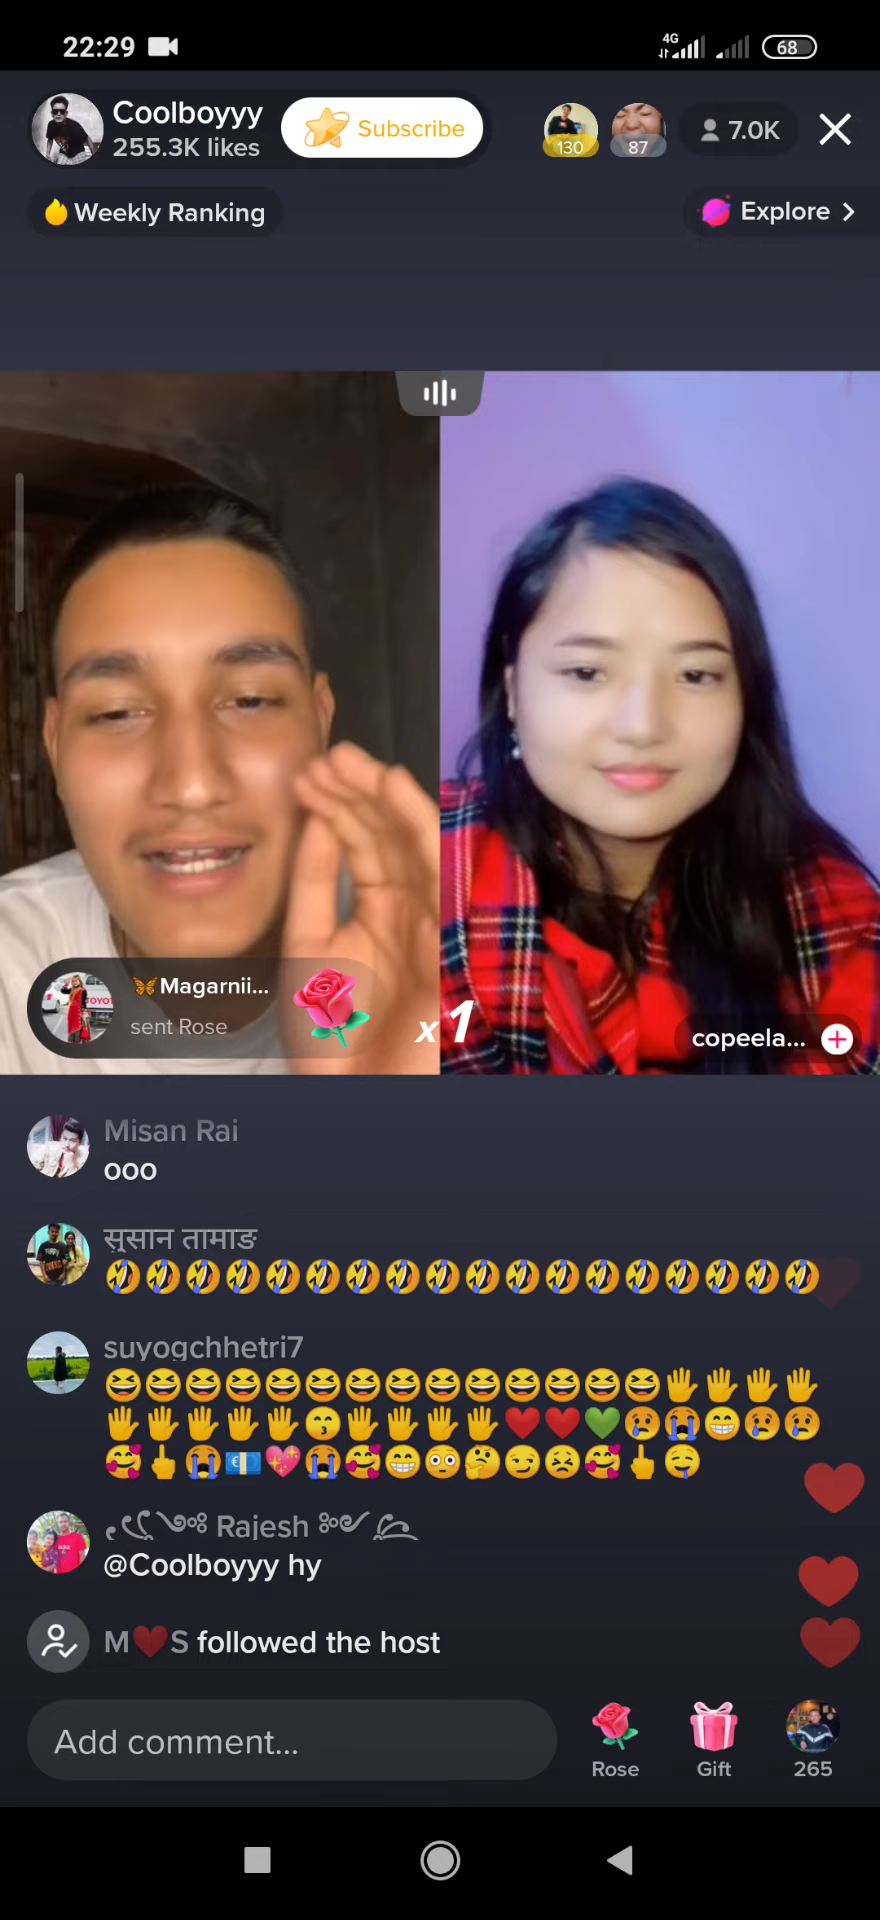 22:29
4G
68
Coolboyyy
255.3K likes
Subscribe
130
87
7.0K
Weekly Ranking
Explore
TOYOT
🦋Magarnii...
sent Rose
x1
copeela...
Misan Rai
ooo
सुसान तामाङ
🤣🤣🤣🤣🤣🤣🤣🤣🤣🤣🤣🤣🤣🤣🤣🤣🤣🤣
suyogchhetri7
😆😆😆😆😆😆😆😆😆😆😆😆😆😆🖐🖐🖐🖐
🖐🖐🖐🖐🖐😙🖐🖐🖐🖐❤️❤️💚😢😭😁😢😢
🥰🖕😭💶💖😭🥰😁😳🤔😏😣🥰🖕🤤
Rajesh
@Coolboyyy hy
M❤️S followed the host
Add comment...
Rose
Gift
265